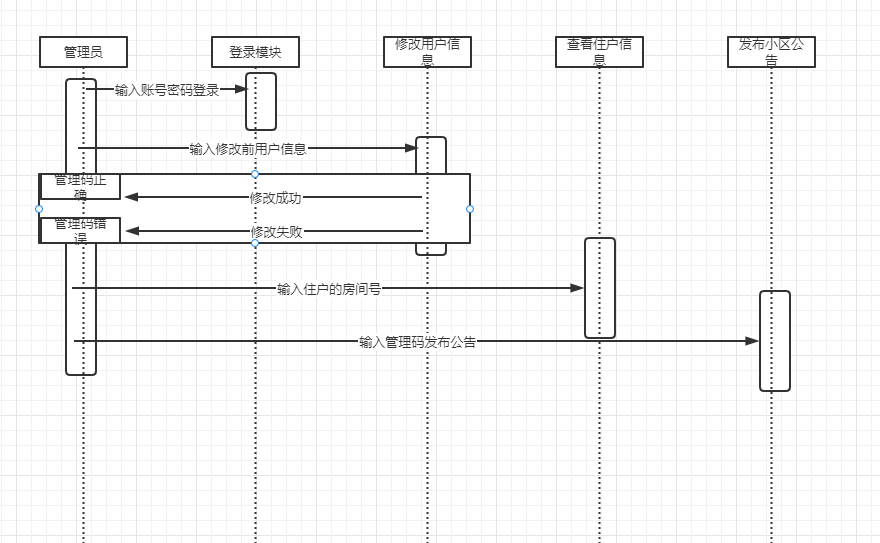 管理员
登录模块
修改用户信
息
查看住户信
息
发布小区公
告
输入账号密码登录
输入修改前用户信息
管理码正
确
修改成功
管理码错
误
修改失败
输入住户的房间号
输入管理码发布公告